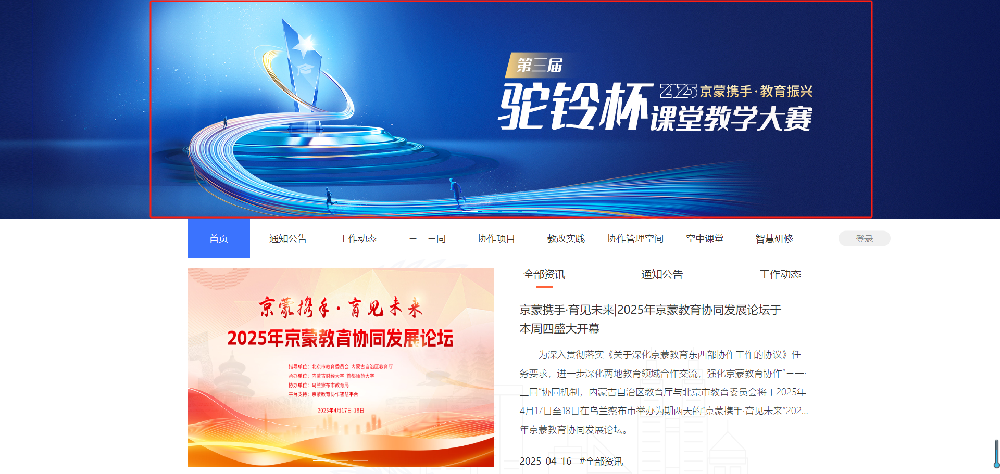 第三届
驼铃杯
2025 京蒙携手·教育振兴
课堂教学大赛
首页
通知公告
工作动态
三一三同
协作项目
教改实践
协作管理空间
空中课堂
智慧研修
登录
京蒙携手·育见未来
2025年京蒙教育协同发展论坛
指导单位：北京市教育委员会 内蒙古自治区教育厅
承办单位：内蒙古财经大学 首都师范大学
协办单位：乌兰察布市教育局
平台支持：京蒙教育协作智慧平台
2025年4月17日-18日
全部资讯
通知公告
工作动态
京蒙携手·育见未来|2025年京蒙教育协同发展论坛于
本周四盛大开幕
为深入贯彻落实《关于深化京蒙教育东西部协作工作的协议》任
务要求，进一步深化两地教育领域合作交流，强化京蒙教育协作“三一·
三同”协同机制，内蒙古自治区教育厅与北京市教育委员会将于2025年
4月17日至18日在乌兰察布市举办为期两天的“京蒙携手·育见未来”202...
年京蒙教育协同发展论坛。
2025-04-16 #全部资讯